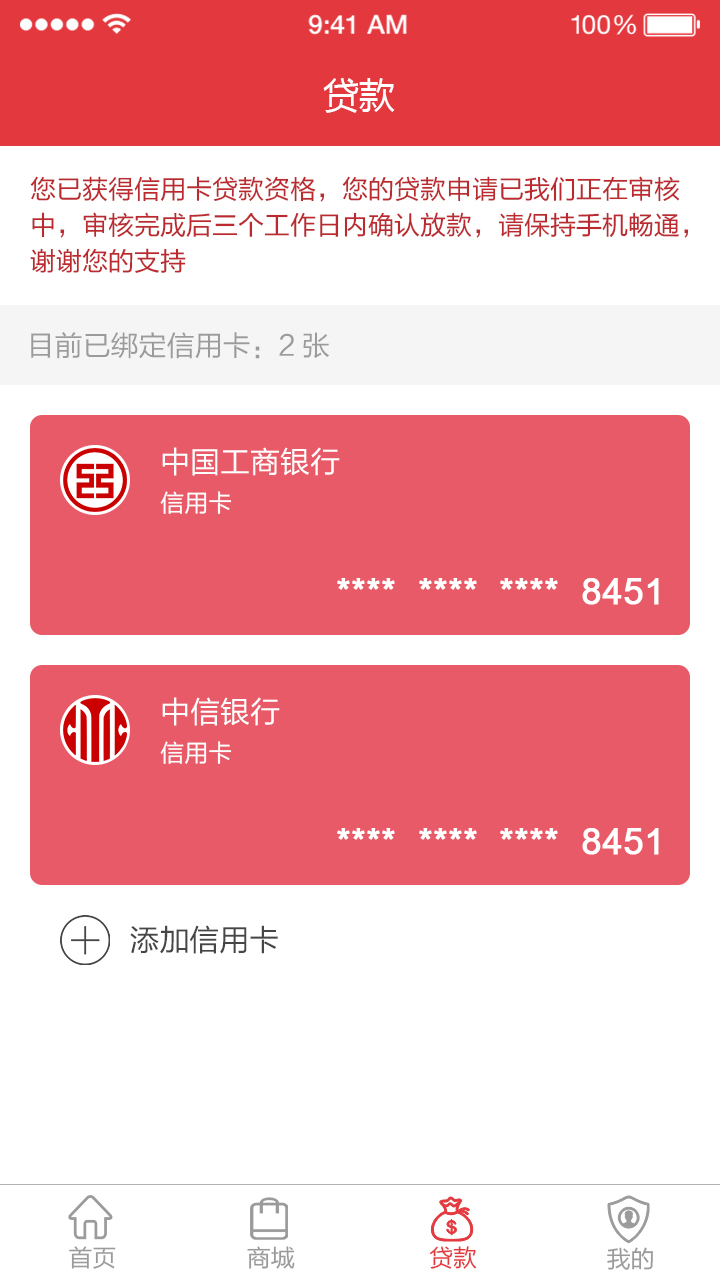 9:41 AM
100%
贷款
您已获得信用卡贷款资格，您的贷款申请已我们正在审核
中，审核完成后三个工作日内确认放款，请保持手机畅通，
谢谢您的支持
目前已绑定信用卡：2 张
中国工商银行
信用卡
**** **** **** 8451
中信银行
信用卡
**** **** **** 8451
添加信用卡
首页
商城
贷款
我的